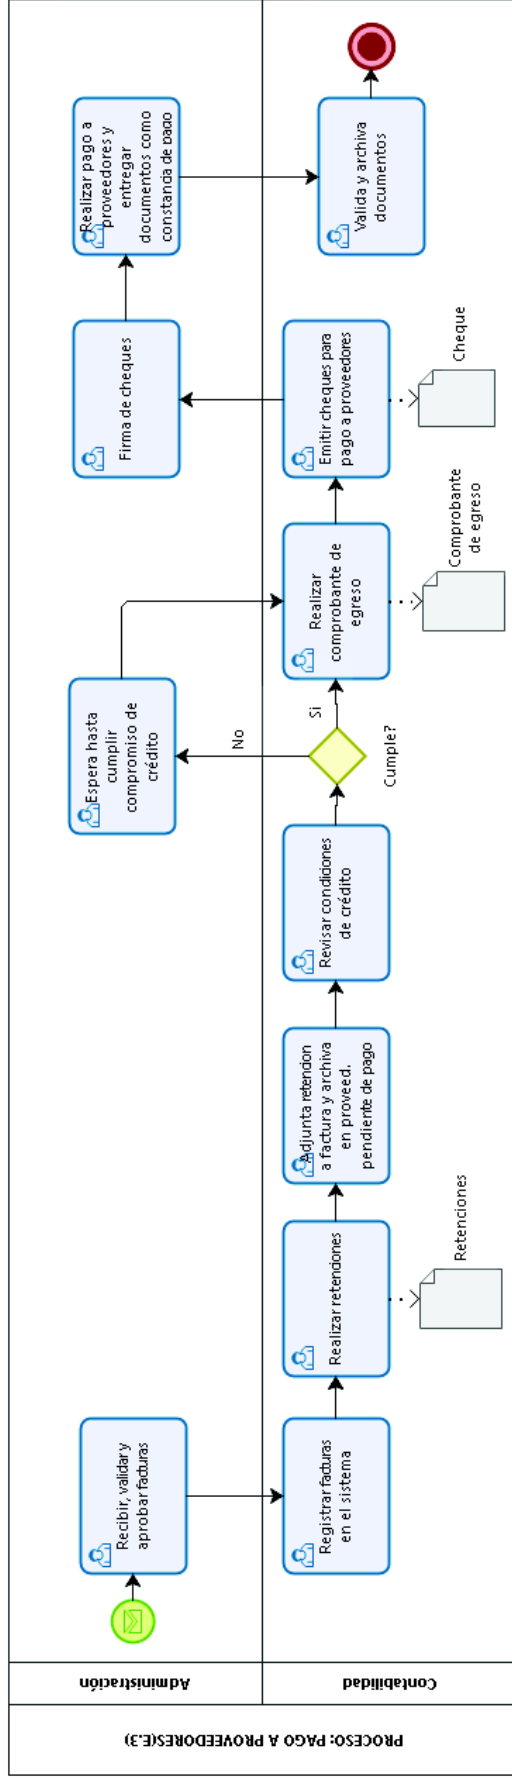 PROCESO: PAGO A PROVEEDORES(E.3)
Administración
Contabilidad
Recibir, validar y
aprobar facturas
Registrar facturas
en el sistema
Realizar retenciones
Retenciones
Adjunta retencion
a factura y archiva
en proveed.
pendiente de pago
Revisar condiciones
de crédito
Cumple?
No
Si
Espera hasta
cumplir
compromiso de
crédito
Realizar
comprobante de
egreso
Comprobante
de egreso
Emitir cheques para
pago a proveedores
Cheque
Firma de cheques
Realizar pago a
proveedores y
entregar
documentos como
constancia de pago
Valida y archiva
documentos